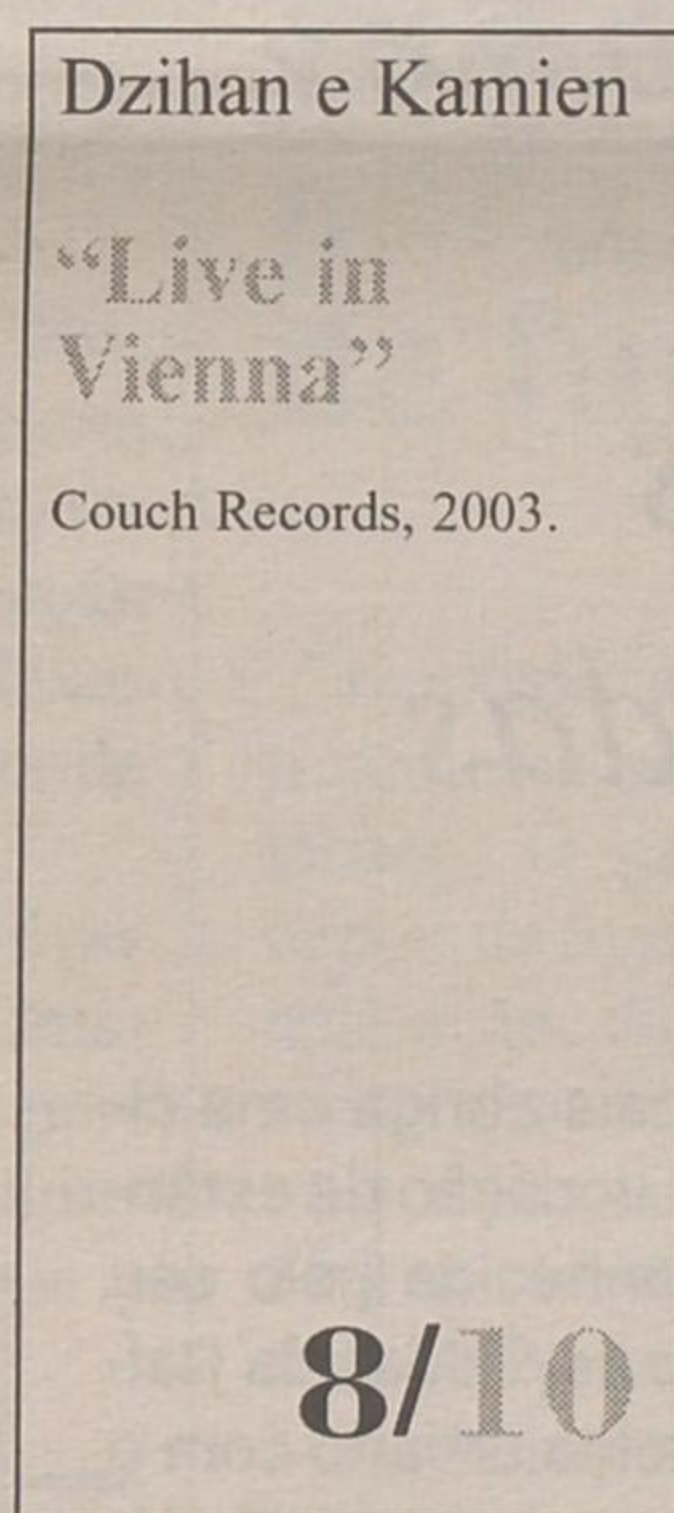 Dzihan e Kamien
“Live in
Vienna”
Couch Records, 2003.
8/10